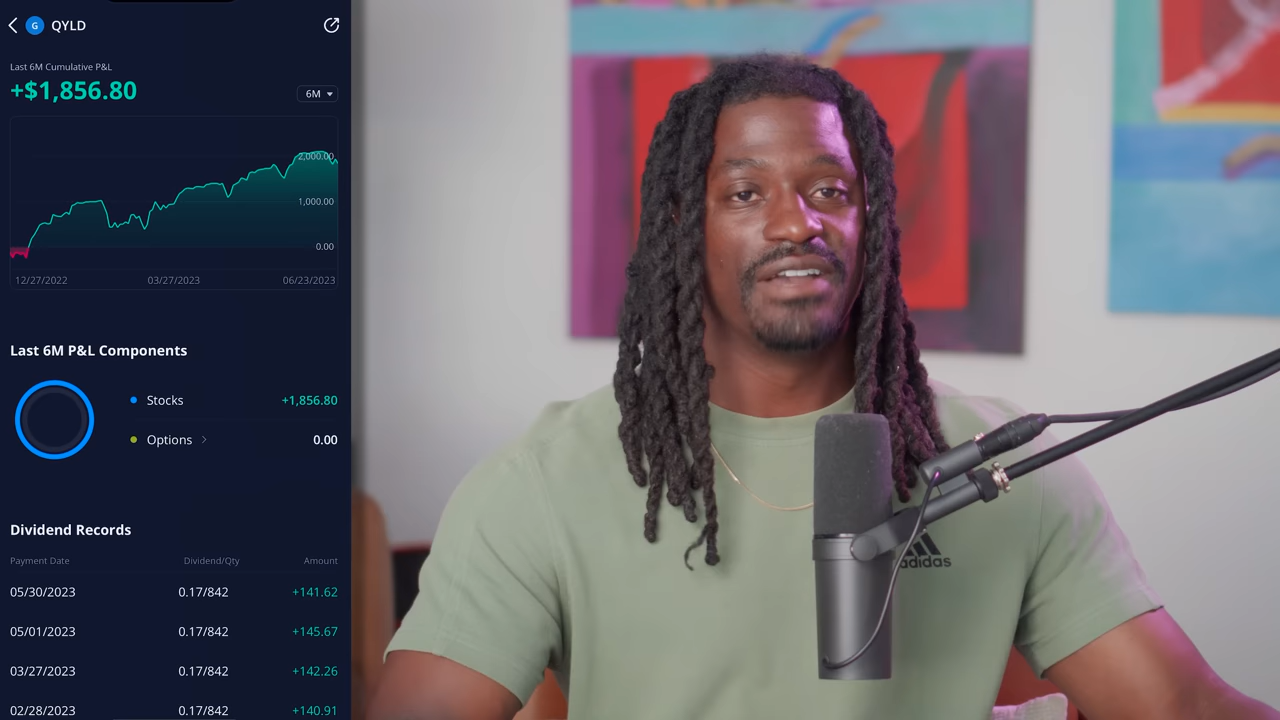 G QYLD
Last 6M Cumulative P&L
+$1,856.80
6M
2,000.00
1,000.00
0.00
12/27/2022 03/27/2023 06/23/2023
Last 6M P&L Components
Stocks +1,856.80
Options 0.00
Dividend Records
Payment Date Dividend/Qty Amount
05/30/2023 0.17/842 +141.62
05/01/2023 0.17/842 +145.67
03/27/2023 0.17/842 +142.26
02/28/2023 0.17/842 +140.91
adidas